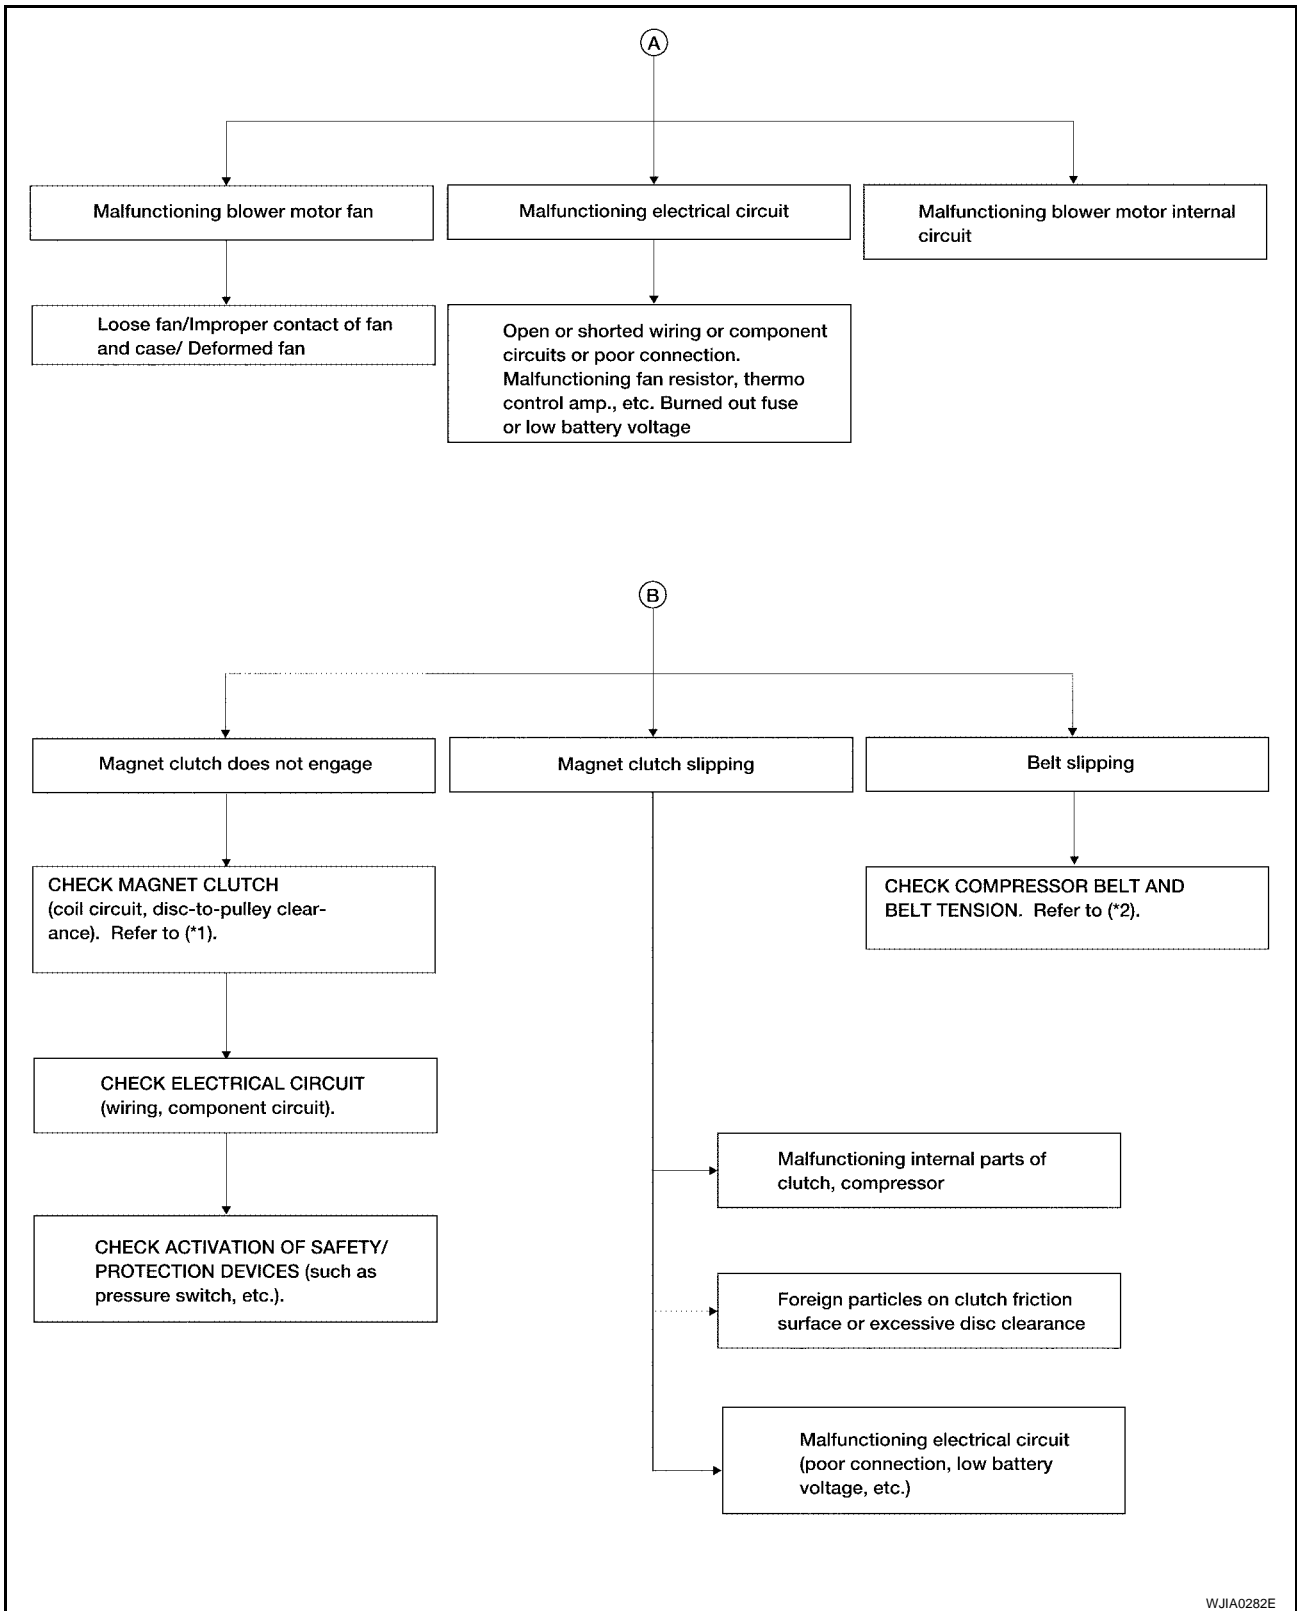 A
Malfunctioning blower motor fan
Malfunctioning electrical circuit
Malfunctioning blower motor internal
circuit
Loose fan/Improper contact of fan
and case/ Deformed fan
Open or shorted wiring or component
circuits or poor connection.
Malfunctioning fan resistor, thermo
control amp., etc. Burned out fuse
or low battery voltage
B
Magnet clutch does not engage
Magnet clutch slipping
Belt slipping
CHECK MAGNET CLUTCH
(coil circuit, disc-to-pulley clear-
ance).  Refer to (*1).
CHECK COMPRESSOR BELT AND
BELT TENSION.  Refer to (*2).
CHECK ELECTRICAL CIRCUIT
(wiring, component circuit).
Malfunctioning internal parts of
clutch, compressor
CHECK ACTIVATION OF SAFETY/
PROTECTION DEVICES (such as
pressure switch, etc.).
Foreign particles on clutch friction
surface or excessive disc clearance
Malfunctioning electrical circuit
(poor connection, low battery
voltage, etc.)
WJIA0282E